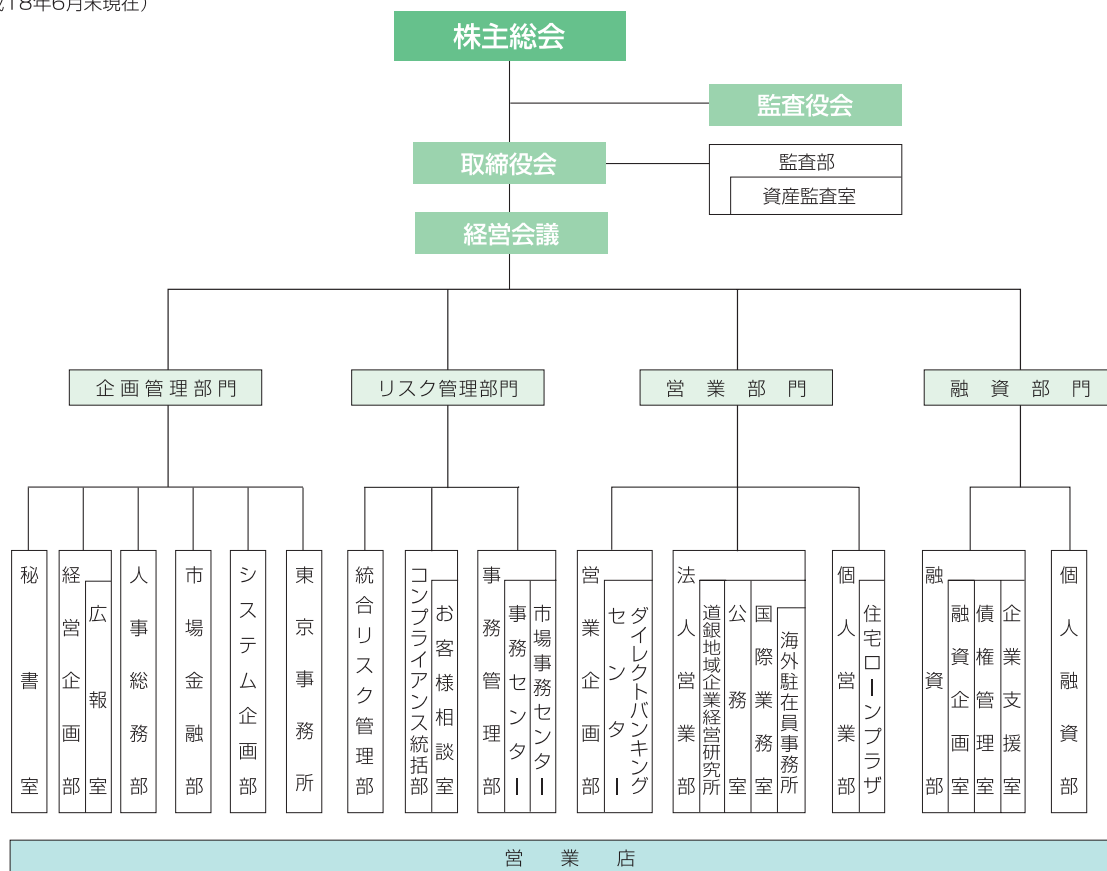 18年6月末現在）
株主総会
監査役会
取締役会
監査部
資産監査室
経営会議
企画管理部門
リスク管理部門
営業部門
融資部門
秘書室
経営企画部
広報室
人事総務部
市場金融部
システム企画部
東京事務所
統合リスク管理部
コンプライアンス統括部
お客様相談室
事務管理部
事務センター
市場事務センター
営業企画部
ダイレクトバンキング
センター
法人営業部
道銀地域企業経営研究所
公務室
国際業務室
海外駐在員事務所
個人営業部
住宅ローンプラザ
融資部
融資企画室
債権管理室
企業支援室
個人融資部
営業店